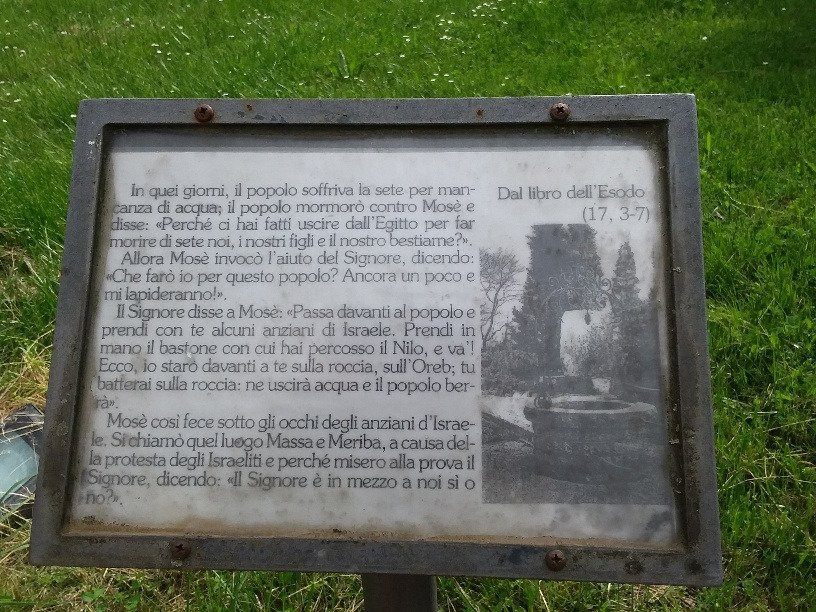 In quei giorni, il popolo soffriva la sete per man-
canza di acqua; il popolo mormorò contro Mosè e
disse: «Perché ci hai fatti uscire dall'Egitto per far
morire di sete noi, i nostri figli e il nostro bestiame?».
Allora Mosè invocò l'aiuto del Signore, dicendo:
«Che farò io per questo popolo? Ancora un poco e
mi lapideranno!».
Il Signore disse a Mosè: «Passa davanti al popolo e
prendi con te alcuni anziani di Israele. Prendi in
mano il bastone con cui hai percosso il Nilo, e va'!
Ecco, io starò davanti a te sulla roccia, sull'Oreb; tu
batterai sulla roccia: ne uscirà acqua e il popolo ber-
rà».
Mosè così fece sotto gli occhi degli anziani d'Israe-
le. Si chiamò quel luogo Massa e Meriba, a causa del-
la protesta degli Israeliti e perché misero alla prova il
Signore, dicendo: «Il Signore è in mezzo a noi sì o
no?».
Dal libro dell'Esodo
(17, 3-7)